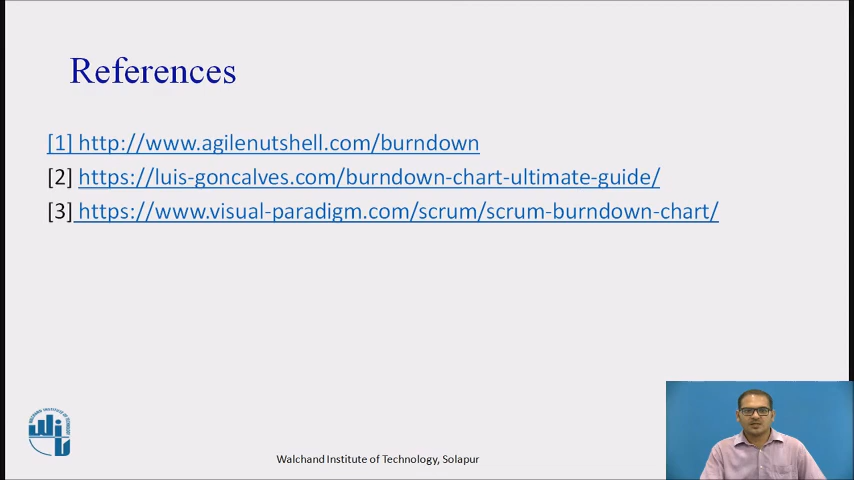 References
[1] http://www.agilenutshell.com/burndown
[2] https://luis-goncalves.com/burndown-chart-ultimate-guide/
[3] https://www.visual-paradigm.com/scrum/scrum-burndown-chart/
Walchand Institute of Technology, Solapur